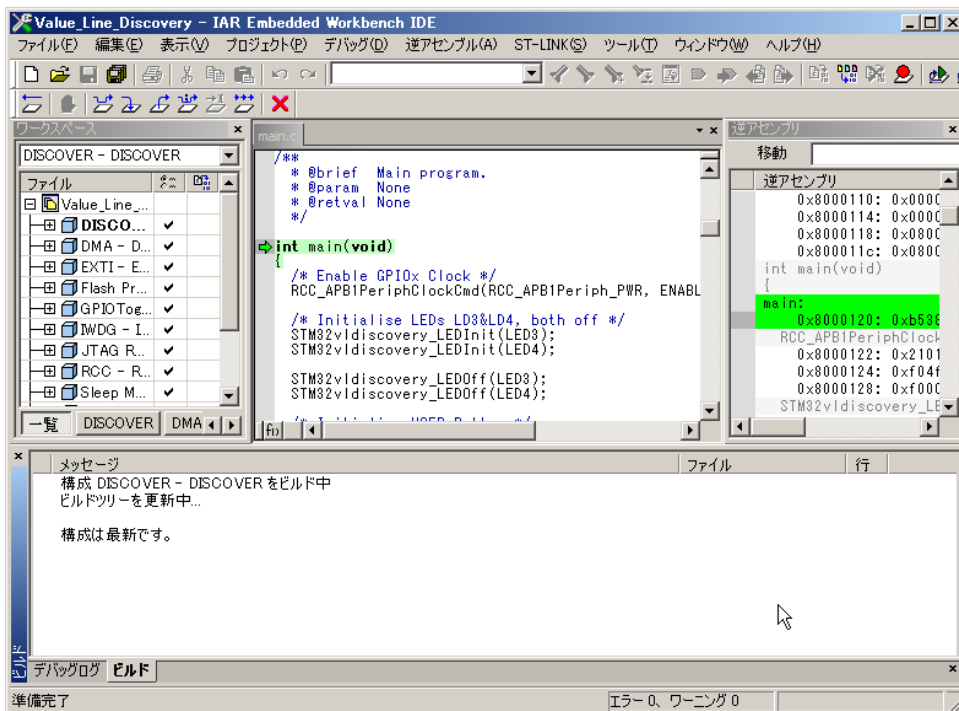 Value_Line_Discovery - IAR Embedded Workbench IDE
ファイル(F) 編集(E) 表示(V) プロジェクト(P) デバッグ(D) 逆アセンブル(A) ST-LINK(S) ツール(T) ウィンドウ(W) ヘルプ(H)
ワークスペース
DISCOVER - DISCOVER
ファイル
Value_Line_...
DISCO...
DMA - D...
EXTI - E...
Flash Pr...
GPIOTog...
IWDG - I...
JTAG R...
RCC - R...
Sleep M...
一覧 DISCOVER DMA
main.c
/**
* @brief Main program.
* @param None
* @retval None
*/
int main(void)
{
/* Enable GPIOx Clock */
RCC_APB1PeriphClockCmd(RCC_APB1Periph_PWR, ENABL
/* Initialise LEDs LD3&LD4, both off */
STM32vldiscovery_LEDInit(LED3);
STM32vldiscovery_LEDInit(LED4);
STM32vldiscovery_LEDOff(LED3);
STM32vldiscovery_LEDOff(LED4);
逆アセンブリ
移動
逆アセンブリ
0x8000110: 0x0000
0x8000114: 0x0000
0x8000118: 0x0800
0x800011c: 0x0800
int main(void)
{
main:
0x8000120: 0xb538
RCC_APB1PeriphClock
0x8000122: 0x2101
0x8000124: 0xf04f
0x8000128: 0xf000
STM32vldiscovery_LE
メッセージ ファイル 行
構成 DISCOVER - DISCOVER をビルド中
ビルドツリーを更新中...
構成は最新です。
ビルド
デバッグログ ビルド
準備完了 エラー 0、ワーニング 0